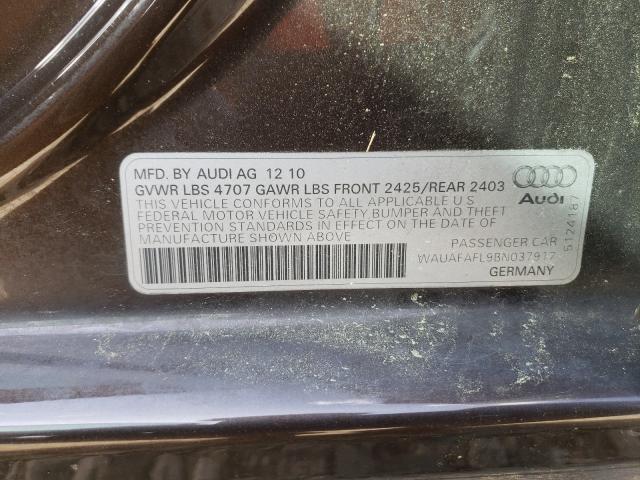 MFD. BY AUDI AG 12 10
GVWR LBS 4707 GAWR LBS FRONT 2425/REAR 2403
THIS VEHICLE CONFORMS TO ALL APPLICABLE U S
FEDERAL MOTOR VEHICLE SAFETY BUMPER AND THEFT
PREVENTION STANDARDS IN EFFECT ON THE DATE OF
MANUFACTURE SHOWN ABOVE
Audi
PASSENGER CAR
WAUAFAFL9BN037917
GERMANY